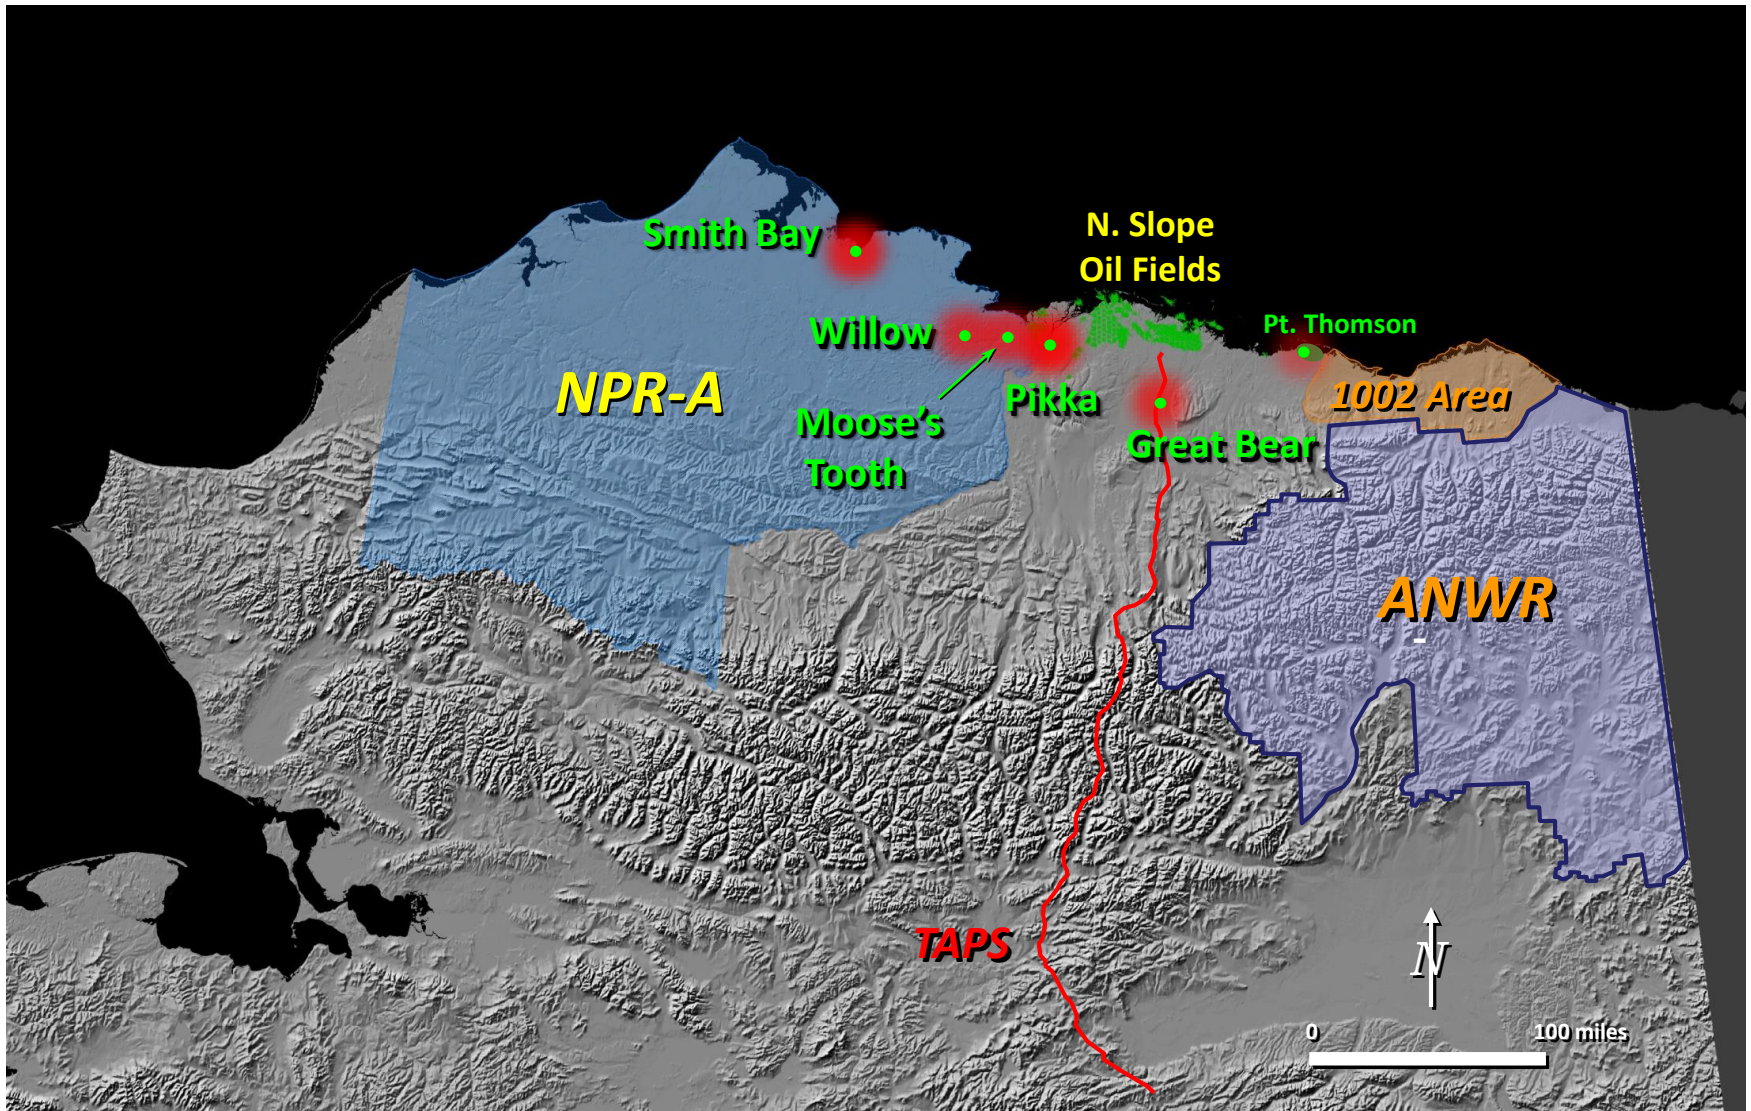 N. Slope
Oil Fields
Smith Bay
Willow
Pt. Thomson
NPR-A
Moose's
Tooth
Pikka
1002 Area
Great Bear
ANWR
-
TAPS
N
0
100 miles